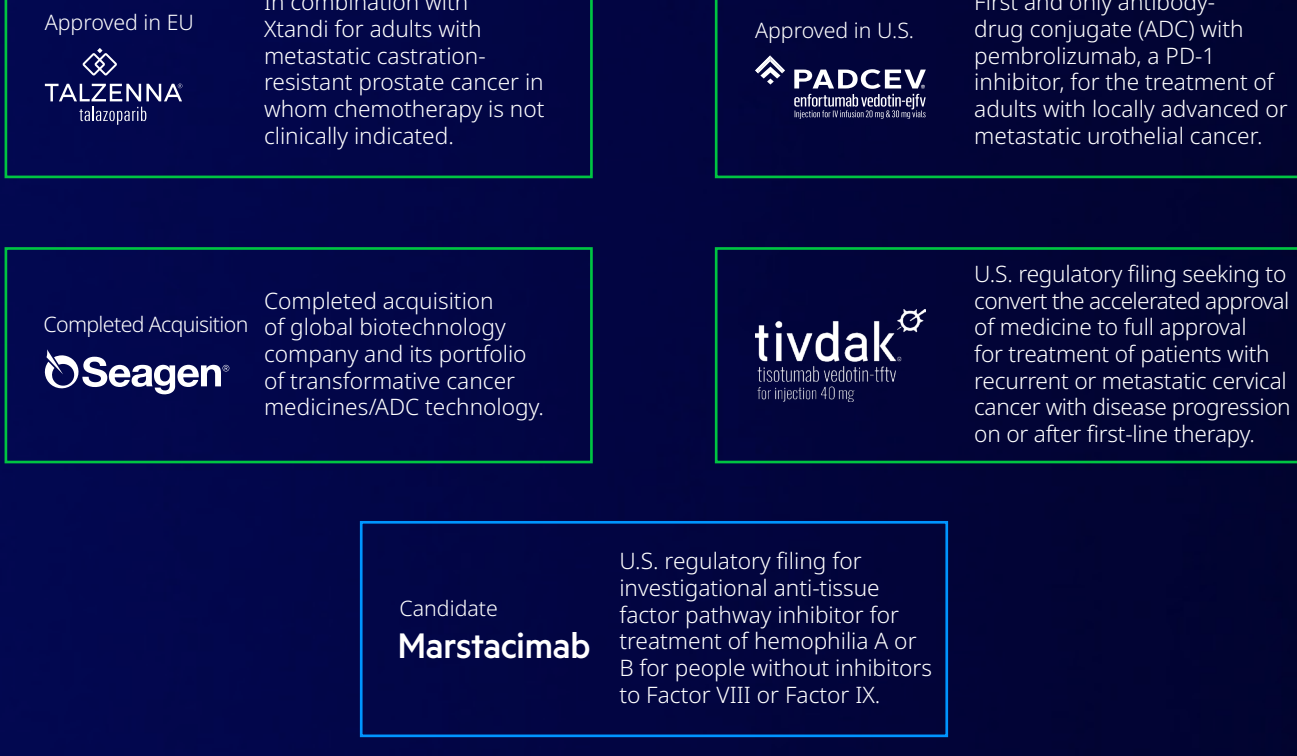 Approved in EU
TALZENNA®
talazoparib
In combination with
Xtandi for adults with
metastatic castration-
resistant prostate cancer in
whom chemotherapy is not
clinically indicated.
Approved in U.S.
PADCEV®
enfortumab vedotin-ejfv
Injection for IV infusion 20 mg & 30 mg vials
First and only antibody-
drug conjugate (ADC) with
pembrolizumab, a PD-1
inhibitor, for the treatment of
adults with locally advanced or
metastatic urothelial cancer.
Completed Acquisition
Seagen®
Completed acquisition
of global biotechnology
company and its portfolio
of transformative cancer
medicines/ADC technology.
tivdak®
tisotumab vedotin-tftv
for injection 40 mg
U.S. regulatory filing seeking to
convert the accelerated approval
of medicine to full approval
for treatment of patients with
recurrent or metastatic cervical
cancer with disease progression
on or after first-line therapy.
Candidate
Marstacimab
U.S. regulatory filing for
investigational anti-tissue
factor pathway inhibitor for
treatment of hemophilia A or
B for people without inhibitors
to Factor VIII or Factor IX.